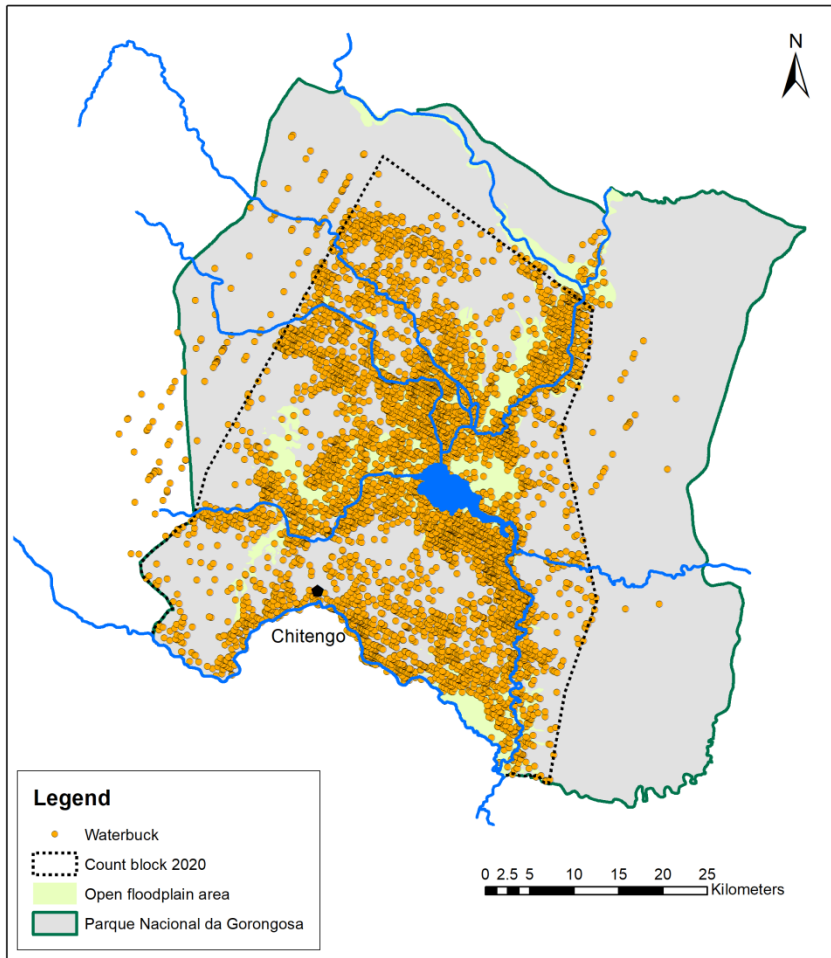 N
Chitengo
Legend
Waterbuck
Count block 2020
Open floodplain area
Parque Nacional da Gorongosa
0 2.5 5 10 15 20 25
Kilometers